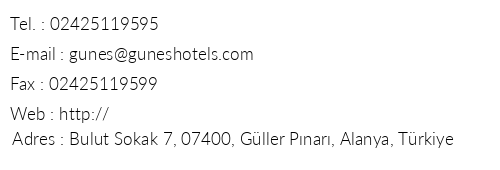 Tel. : 02425119595
E-mail : gunes@guneshotels.com
Fax : 02425119599
Web : http://
Adres : Bulut Sokak 7, 07400, Güller Pınarı, Alanya, Türkiye